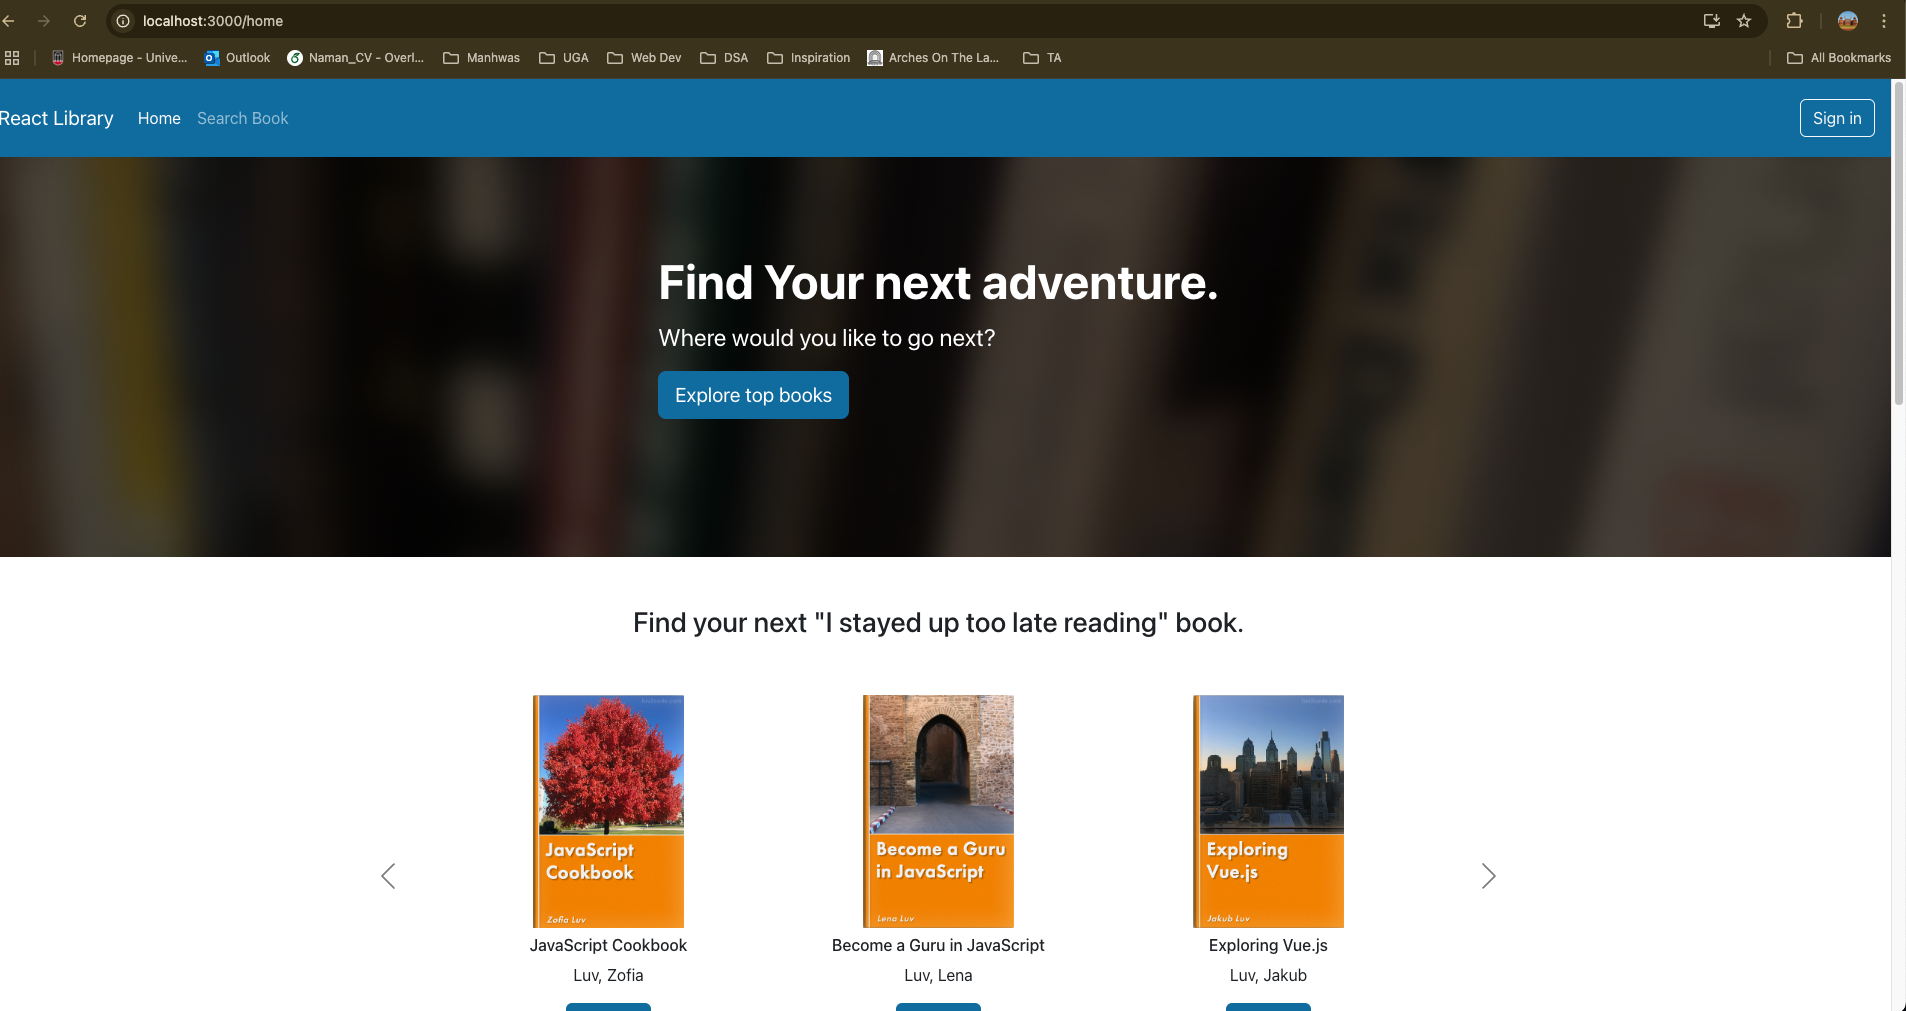 localhost:3000/home
Homepage - Unive...
Outlook
Naman_CV - Overl...
Manhwas
UGA
Web Dev
DSA
Inspiration
Arches On The La...
TA
All Bookmarks
React Library
Home
Search Book
Sign in
Find Your next adventure.
Where would you like to go next?
Explore top books
Find your next "I stayed up too late reading" book.
JavaScript
Cookbook
Zofia Luv
Become a Guru
in JavaScript
Lena Luv
Exploring
Vue.js
Jakub Luv
JavaScript Cookbook
Luv, Zofia
Become a Guru in JavaScript
Luv, Lena
Exploring Vue.js
Luv, Jakub